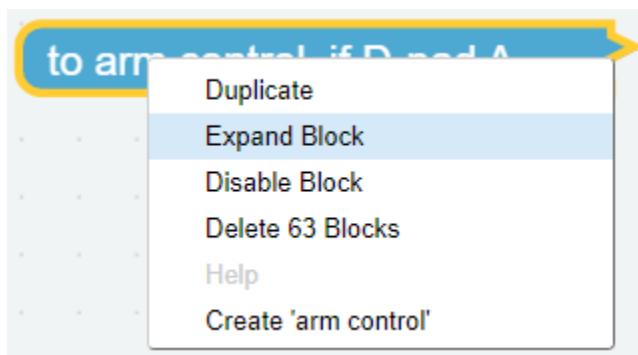 to arm control if D-pad A
Duplicate
Expand Block
Disable Block
Delete 63 Blocks
Help
Create 'arm control'